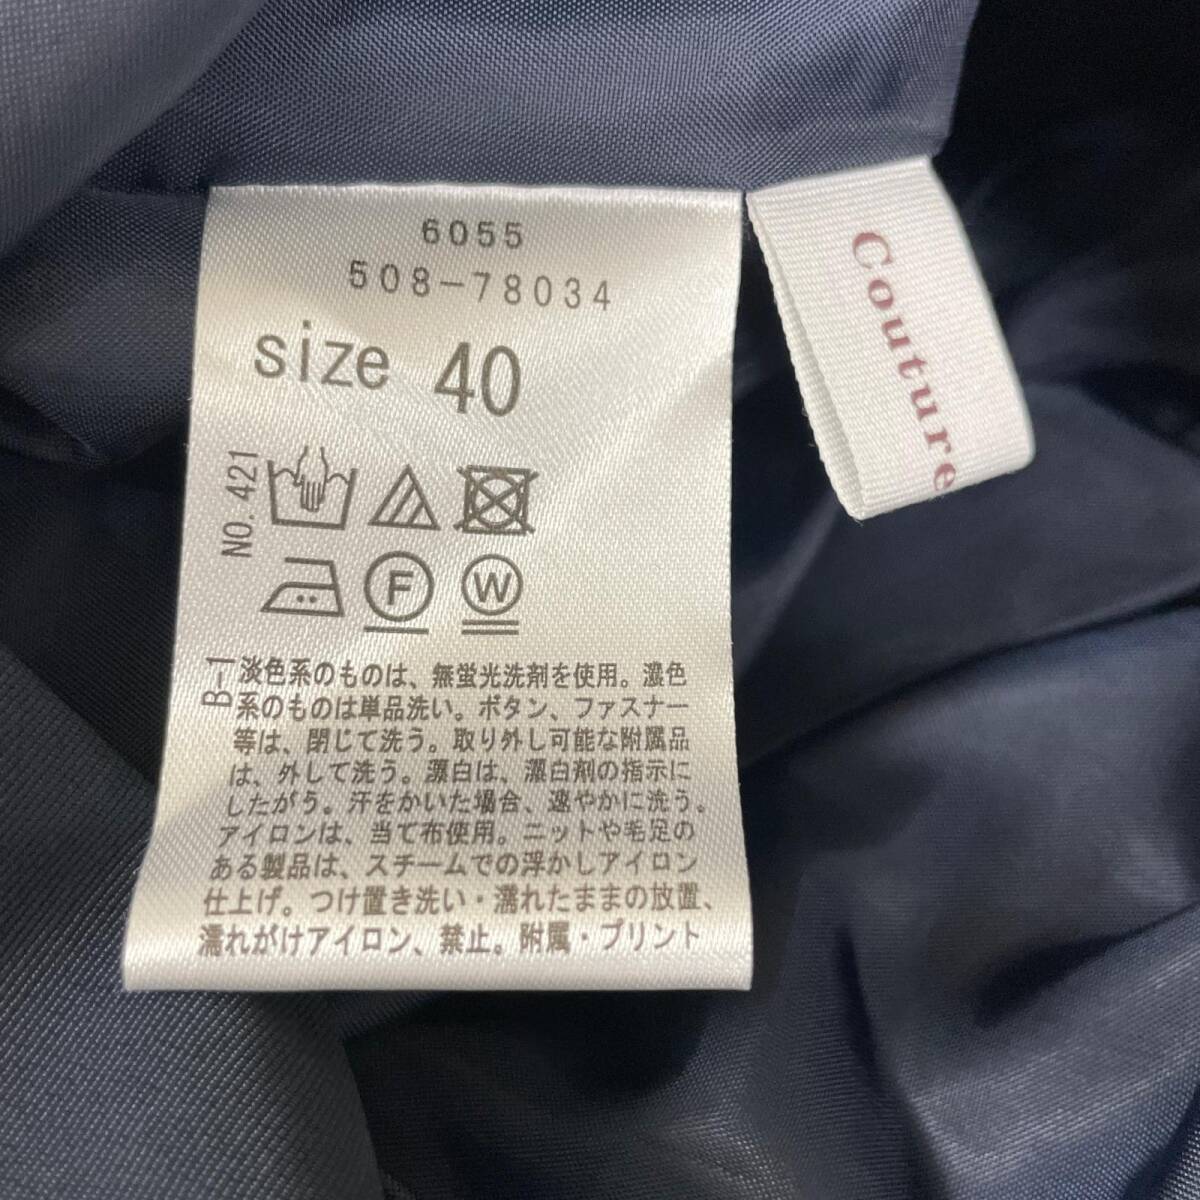 6055
508-78034
size 40
NO.421
F
W
B-1
淡色系のものは、無蛍光洗剤を使用。濃色
系のものは単品洗い。ボタン、ファスナー
等は、閉じて洗う。取り外し可能な附属品
は、外して洗う。漂白は、漂白剤の指示に
したがう。汗をかいた場合、速やかに洗う。
アイロンは、当て布使用。ニットや毛足の
ある製品は、スチームでの浮かしアイロン
仕上げ。つけ置き洗い・濡れたままの放置、
濡れがけアイロン、禁止。附属・プリント
Couture